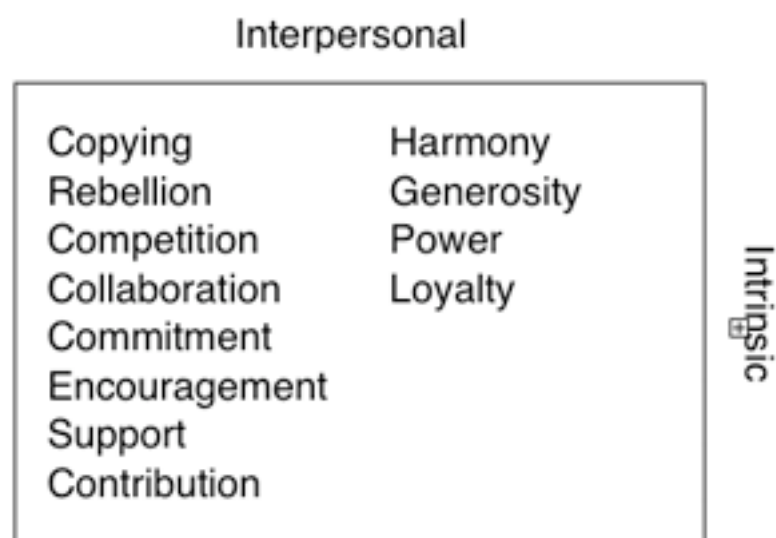 Interpersonal
Copying
Rebellion
Competition
Collaboration
Commitment
Encouragement
Support
Contribution
Harmony
Generosity
Power
Loyalty
Intrinsic